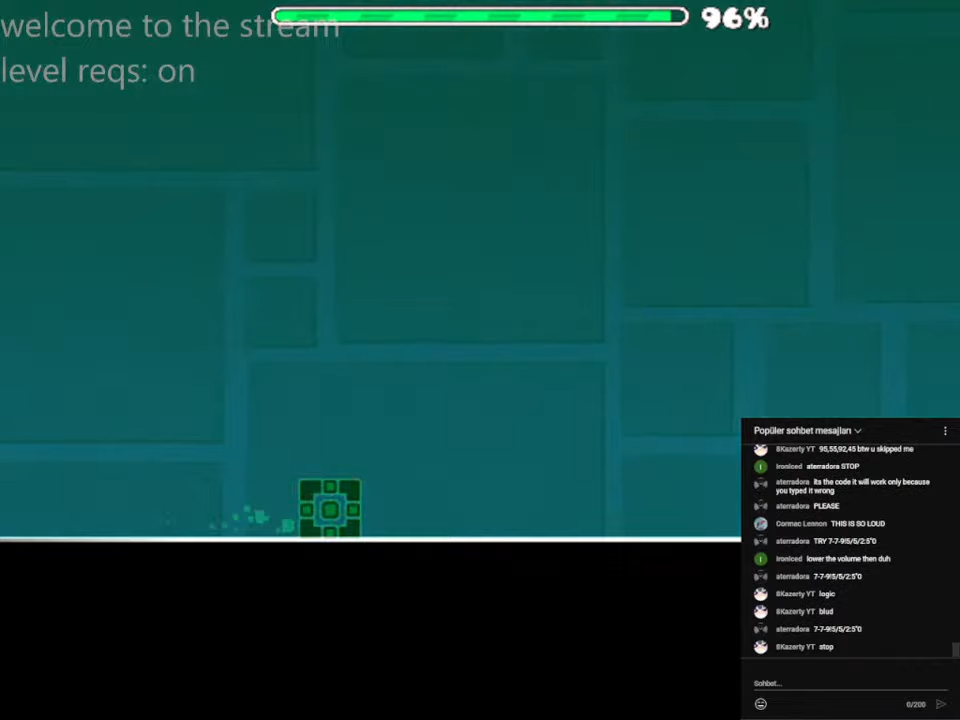 welcome to the stream
level reqs: on
96%
Popüler sohbet mesajları
8Kazerty YT 95,55,92,45 btw u skipped me
IronIced aterradora STOP
aterradora its the code it will work only because
you typed it wrong
aterradora PLEASE
Cormac Lennon THIS IS SO LOUD
aterradora TRY 7-7-9!5/5/2:5"0
IronIced lower the volume then duh
aterradora 7-7-9!5/5/2:5"0
8Kazerty YT logic
8Kazerty YT blud
aterradora 7-7-9!5/5/2:5"0
8Kazerty YT stop
Sohbet...
0/200